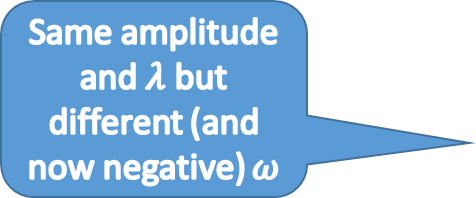 Same amplitude
and 𝜆 but
different (and
now negative) 𝜔